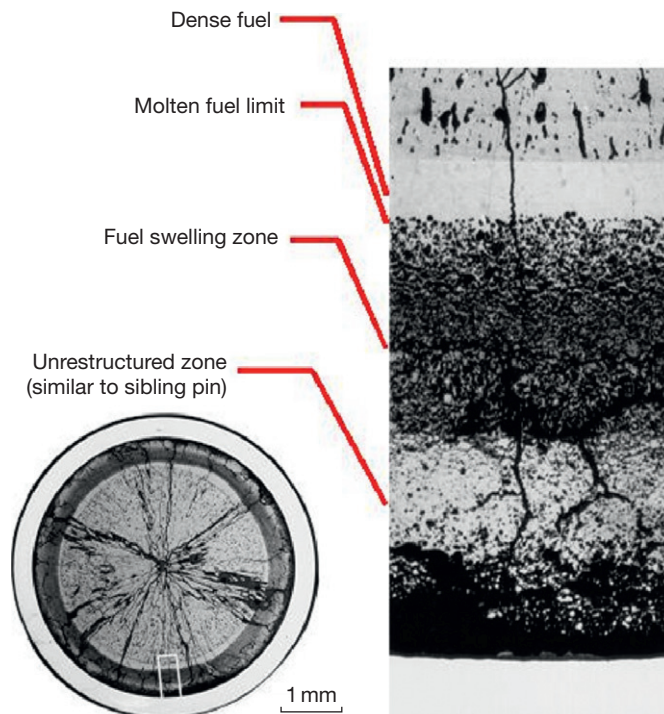 Dense fuel
Molten fuel limit
Fuel swelling zone
Unrestructured zone
(similar to sibling pin)
1 mm